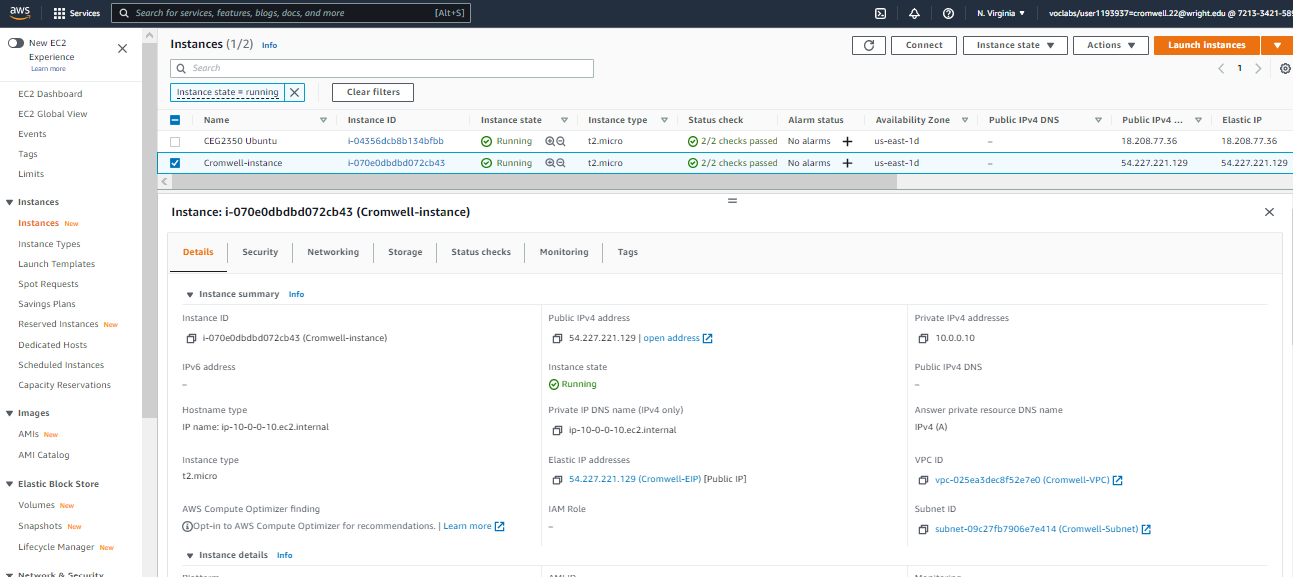 aws
Services
Search for services, features, blogs, docs, and more
[Alt+S]
N. Virginia ▼
voclabs/user1193937=cromwell.22@wright.edu @ 7213-3421-589
New EC2
Experience
Learn more
EC2 Dashboard
EC2 Global View
Events
Tags
Limits
Instances
Instances New
Instance Types
Launch Templates
Spot Requests
Savings Plans
Reserved Instances New
Dedicated Hosts
Scheduled Instances
Capacity Reservations
Images
AMIs New
AMI Catalog
Elastic Block Store
Volumes New
Snapshots New
Lifecycle Manager New
Network & Security
Instances (1/2) Info
Connect
Instance state ▼
Actions ▼
Launch instances
Search
1
Instance state = running
Clear filters
Name Instance ID Instance state Instance type Status check Alarm status Availability Zone Public IPv4 DNS Public IPv4 ... Elastic IP
CEG2350 Ubuntu i-04356dcb8b134bfbb Running t2.micro 2/2 checks passed No alarms + us-east-1d – 18.208.77.36 18.208.77.36
Cromwell-instance i-070e0dbdbd072cb43 Running t2.micro 2/2 checks passed No alarms + us-east-1d – 54.227.221.129 54.227.221.129
Instance: i-070e0dbdbd072cb43 (Cromwell-instance)
Details Security Networking Storage Status checks Monitoring Tags
Instance summary Info
Instance ID
i-070e0dbdbd072cb43 (Cromwell-instance)
Public IPv4 address
54.227.221.129 | open address
Private IPv4 addresses
10.0.0.10
IPv6 address
–
Instance state
Running
Public IPv4 DNS
–
Hostname type
IP name: ip-10-0-0-10.ec2.internal
Private IP DNS name (IPv4 only)
ip-10-0-0-10.ec2.internal
Answer private resource DNS name
IPv4 (A)
Instance type
t2.micro
Elastic IP addresses
54.227.221.129 (Cromwell-EIP) [Public IP]
VPC ID
vpc-025ea3dec8f52e7e0 (Cromwell-VPC)
AWS Compute Optimizer finding
Opt-in to AWS Compute Optimizer for recommendations. | Learn more
IAM Role
–
Subnet ID
subnet-09c27fb7906e7e414 (Cromwell-Subnet)
Instance details Info
Platform
AMI ID
Monitoring